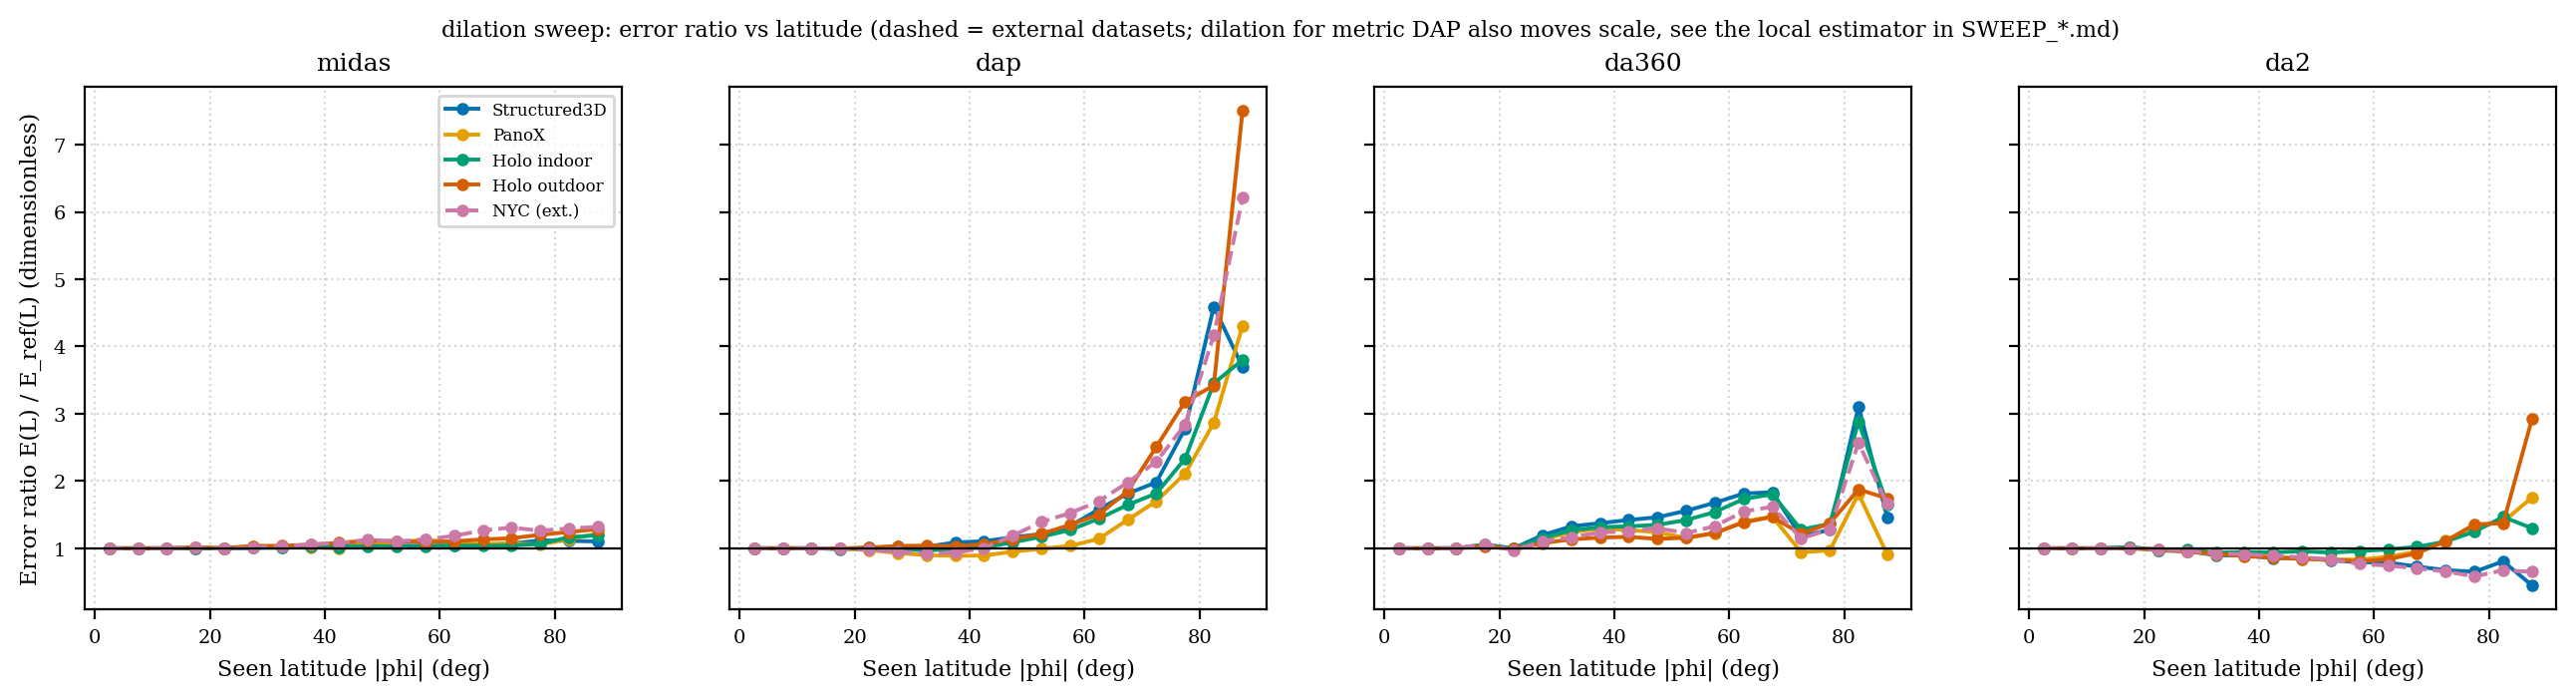 dilation sweep: error ratio vs latitude (dashed = external datasets; dilation for metric DAP also moves scale, see the local estimator in SWEEP_*.md)
midas
dap
da360
da2
Error ratio E(L) / E_ref(L) (dimensionless)
7
6
5
4
3
2
1
Structured3D
PanoX
Holo indoor
Holo outdoor
NYC (ext.)
0 20 40 60 80
0 20 40 60 80
0 20 40 60 80
0 20 40 60 80
Seen latitude |phi| (deg)
Seen latitude |phi| (deg)
Seen latitude |phi| (deg)
Seen latitude |phi| (deg)